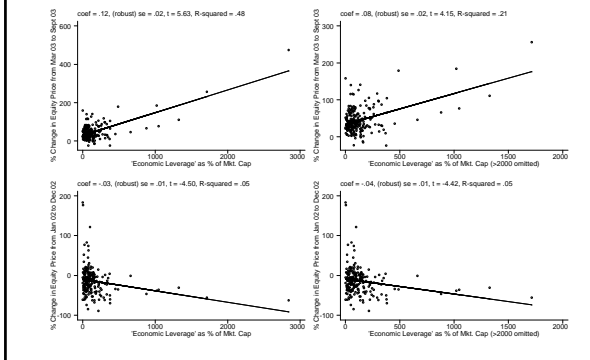 coef = .12, (robust) se = .02, t = 5.63, R-squared = .48
% Change in Equity Price from Mar 03 to Sept 03
600
400
200
0
0 1000 2000 3000
'Economic Leverage' as % of Mkt. Cap
coef = .08, (robust) se = .02, t = 4.15, R-squared = .21
% Change in Equity Price from Mar 03 to Sept 03
300
200
100
0
0 500 1000 1500 2000
'Economic Leverage' as % of Mkt. Cap (>2000 omitted)
coef = -.03, (robust) se = .01, t = -4.50, R-squared = .05
% Change in Equity Price from Jan 02 to Dec 02
200
100
0
-100
0 1000 2000 3000
'Economic Leverage' as % of Mkt. Cap
coef = -.04, (robust) se = .01, t = -4.42, R-squared = .05
% Change in Equity Price from Jan 02 to Dec 02
200
100
0
-100
0 500 1000 1500 2000
'Economic Leverage' as % of Mkt. Cap (>2000 omitted)